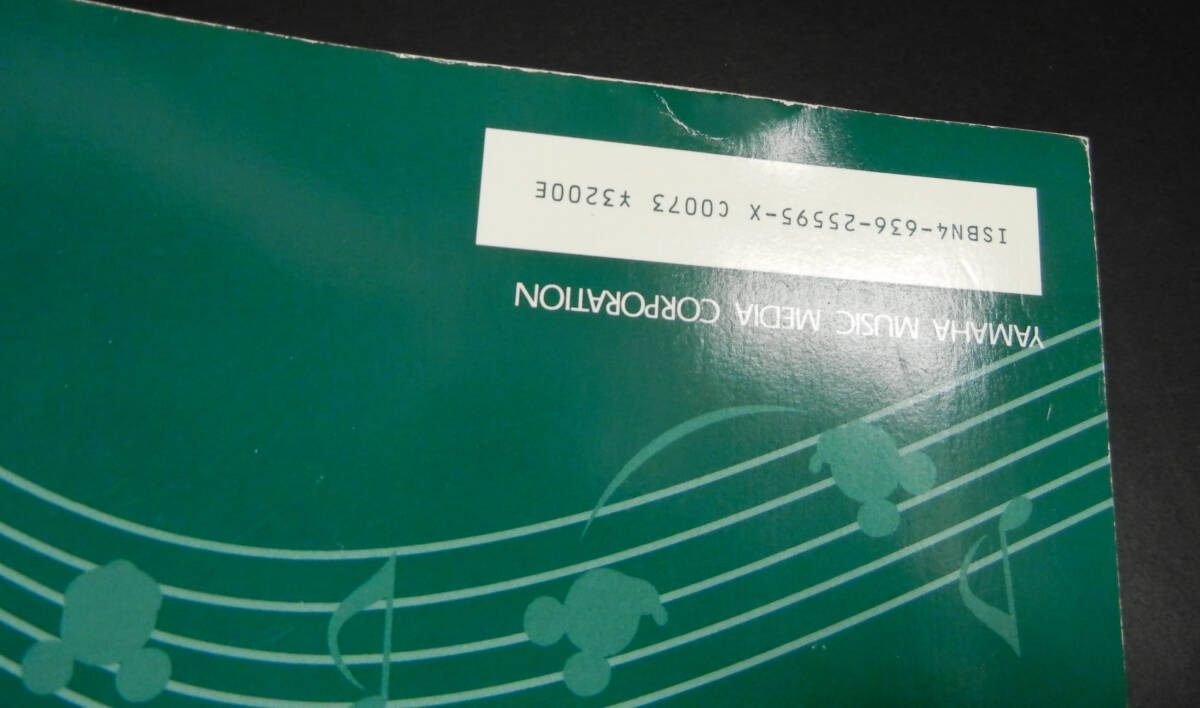 YAMAHA MUSIC MEDIA CORPORATION
ISBN4-636-25595-X C0073 ¥3200E